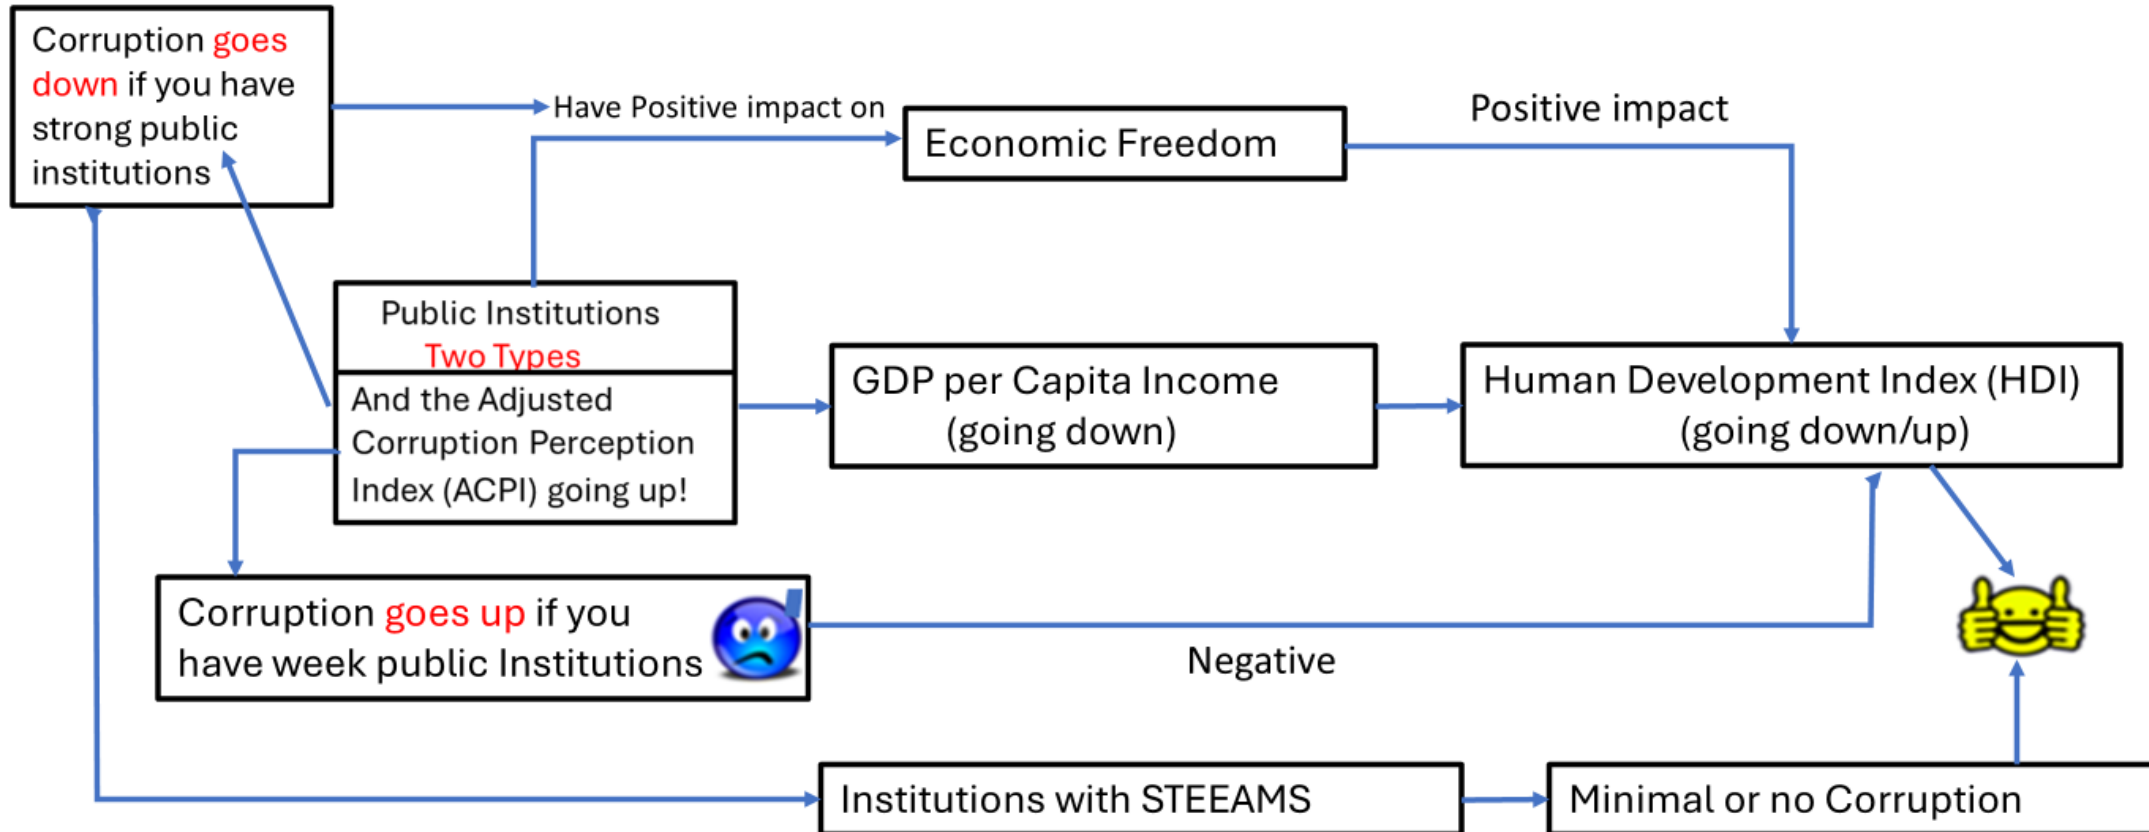 Corruption goes
down if you have
strong public
institutions
Have Positive impact on
Economic Freedom
Positive impact
Public Institutions
Two Types
And the Adjusted
Corruption Perception
Index (ACPI) going up!
GDP per Capita Income
(going down)
Human Development Index (HDI)
(going down/up)
Corruption goes up if you
have week public Institutions
Negative
Institutions with STEEAMS
Minimal or no Corruption